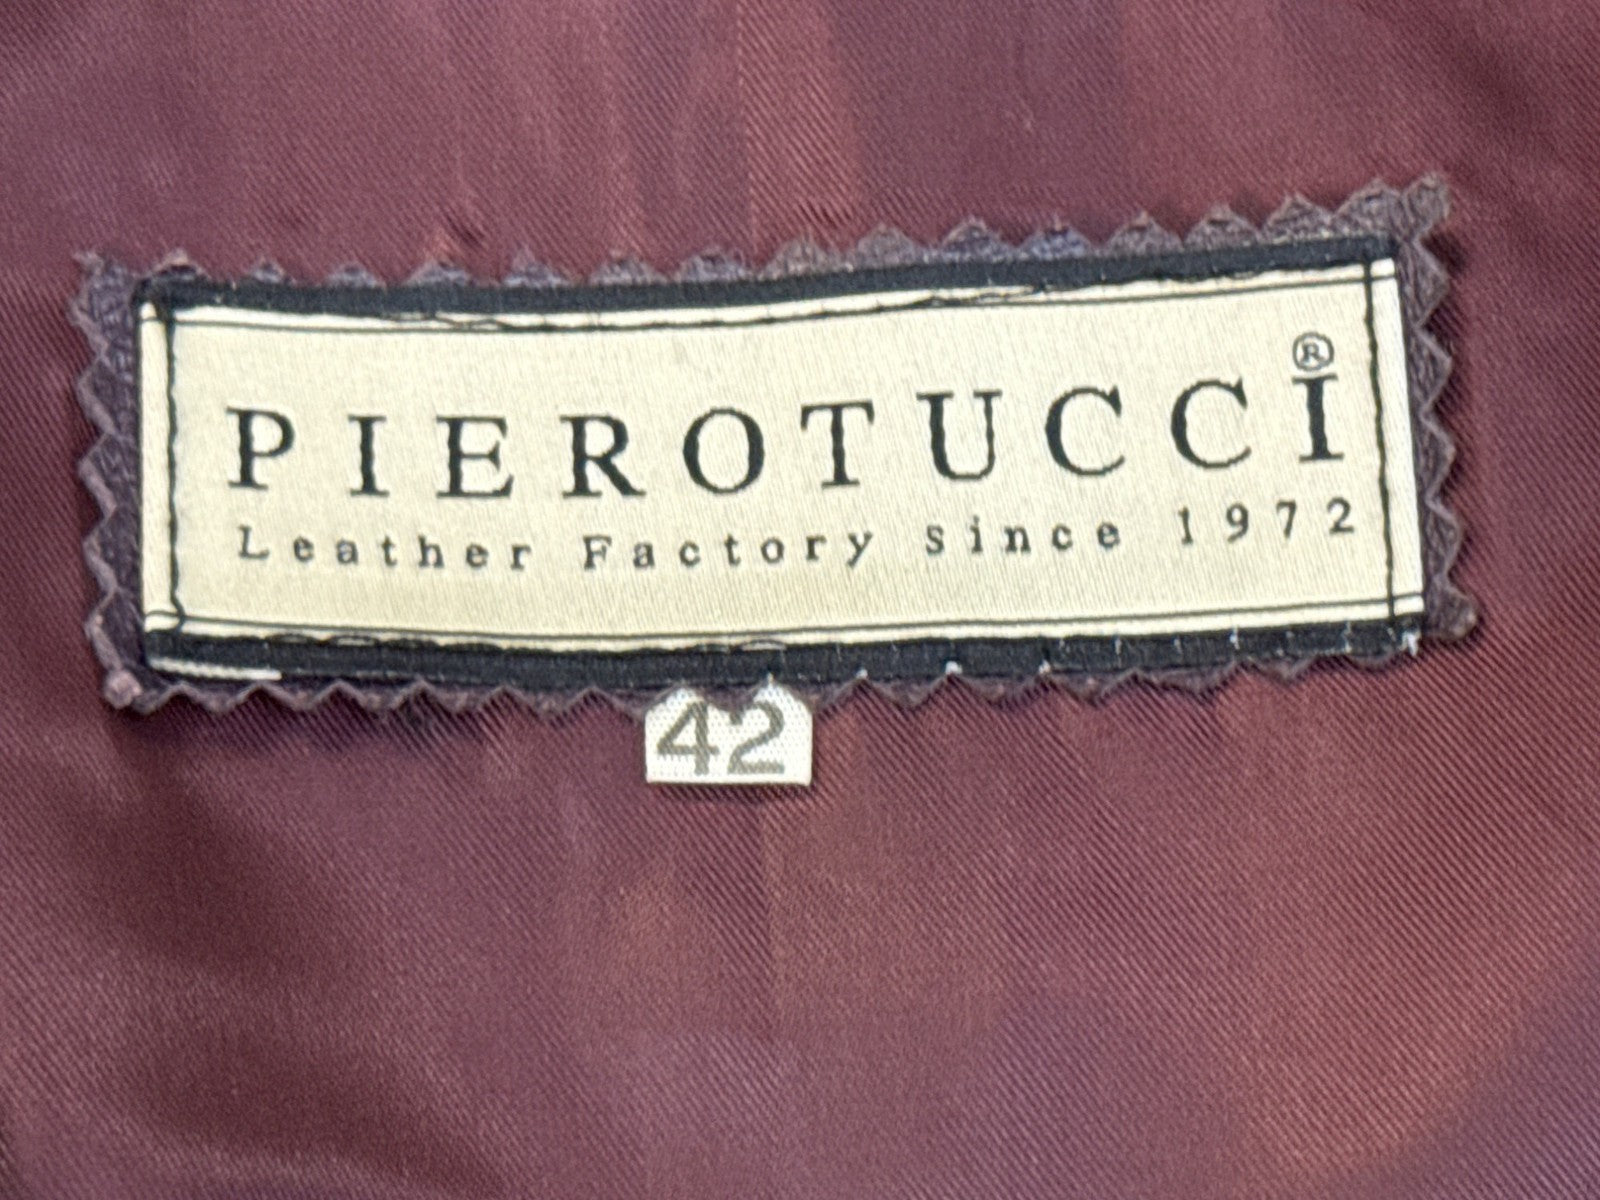 PIEROTUCCI®
Leather Factory Since 1972
42